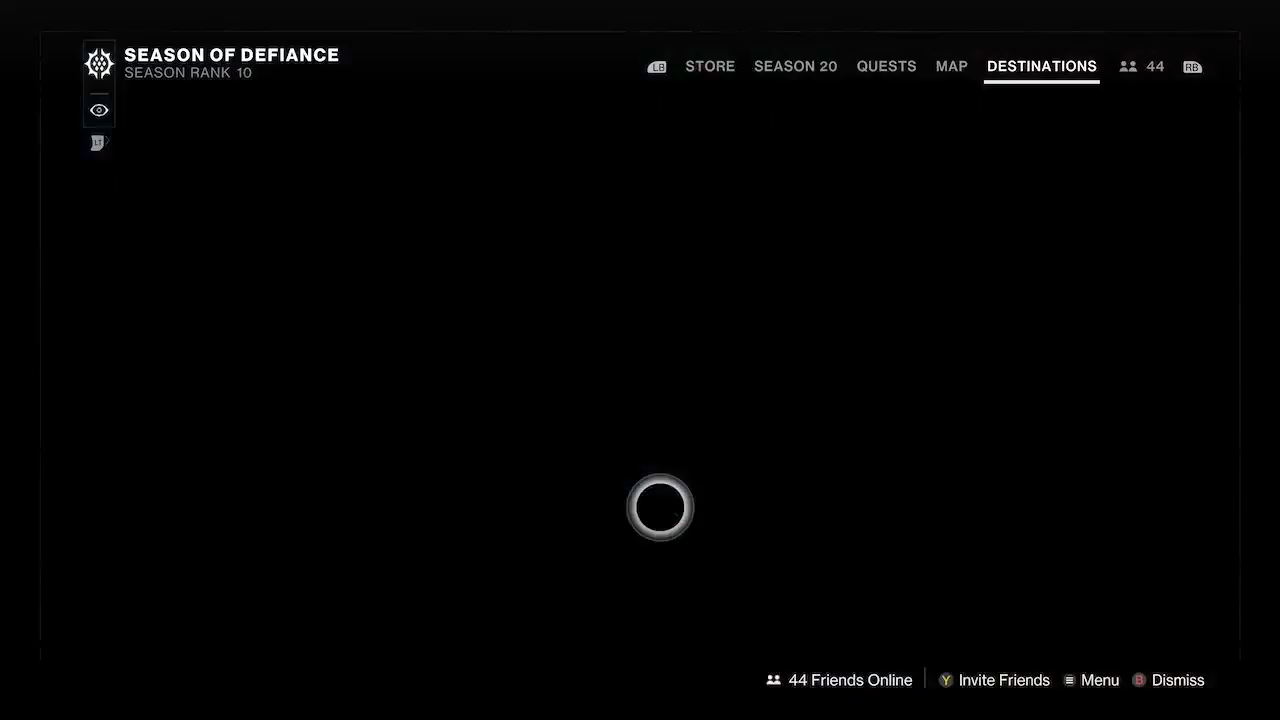 SEASON OF DEFIANCE
SEASON RANK 10
LT
LB STORE SEASON 20 QUESTS MAP DESTINATIONS 44 RB
44 Friends Online Y Invite Friends Menu B Dismiss